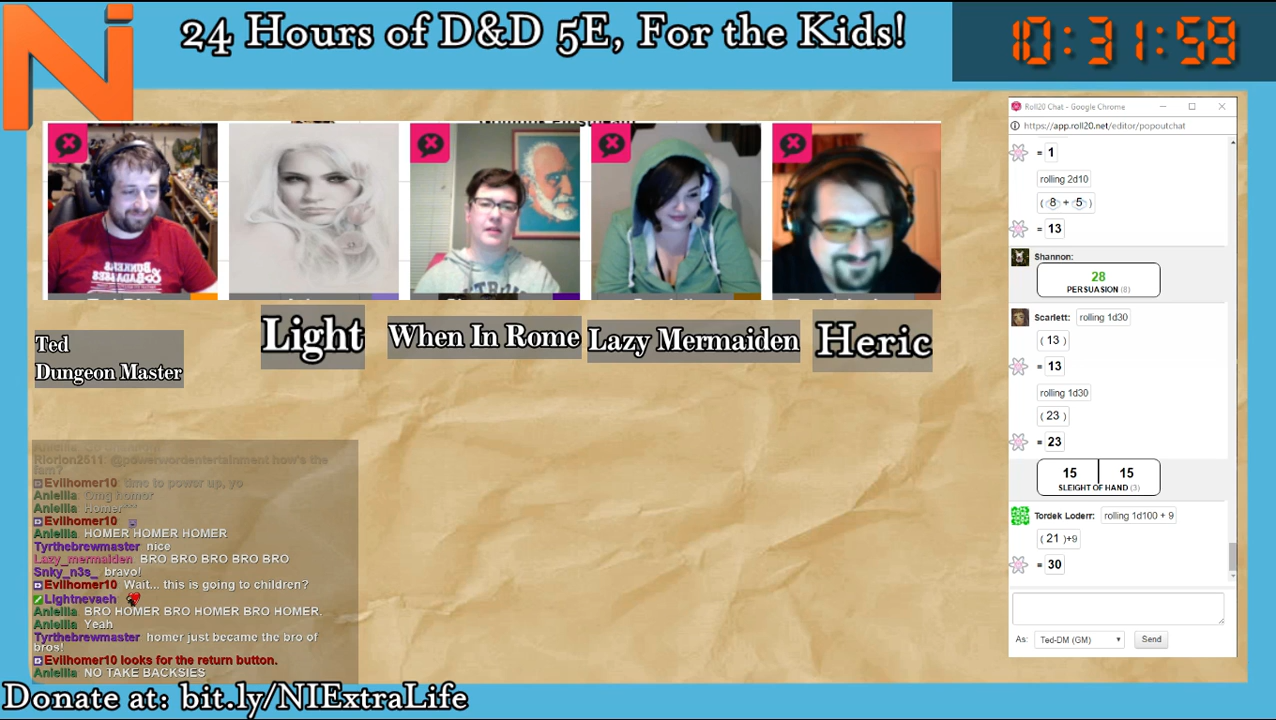 24 Hours of D&D 5E, For the Kids!
10:31:59
Roll20 Chat - Google Chrome
https://app.roll20.net/editor/popoutchat
= 1
rolling 2d10
( 8 + 5 )
= 13
Shannon:
28
PERSUASION (8)
Scarlett: rolling 1d30
( 13 )
= 13
rolling 1d30
( 23 )
= 23
15 | 15
SLEIGHT OF HAND (3)
Tordek Loderr: rolling 1d100 + 9
( 21 )+9
= 30
As: Ted-DM (GM) Send
Ted
Dungeon Master
Light
When In Rome
Lazy Mermaiden
Heric
Riorion2511: @powerwordentertainment how's the
fam?
Evilhomer10 time to power up, yo
Aniellia Omg homor
Aniellia Homer^^^
Evilhomer10
Aniellia HOMER HOMER HOMER
Tyrthebrewmaster nice
Lazy_mermaiden BRO BRO BRO BRO BRO
Snky_n3s_ bravo!
Evilhomer10 Wait... this is going to children?
Lightnevaeh
Aniellia BRO HOMER BRO HOMER BRO HOMER.
Aniellia Yeah
Tyrthebrewmaster homer just became the bro of
bros!
Evilhomer10 looks for the return button.
Aniellia NO TAKE BACKSIES
Donate at: bit.ly/NIExtraLife